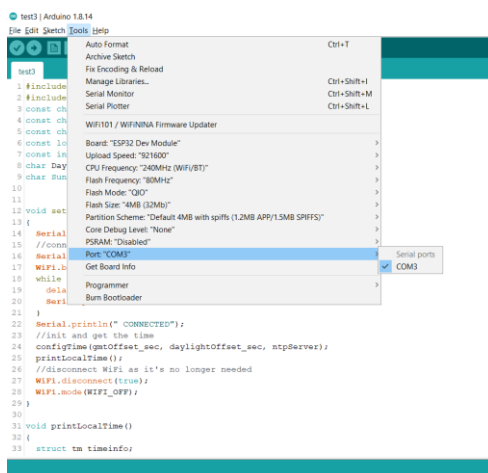 test3 | Arduino 1.8.14
File Edit Sketch Tools Help
Auto Format Ctrl+T
Archive Sketch
Fix Encoding & Reload
Manage Libraries... Ctrl+Shift+I
Serial Monitor Ctrl+Shift+M
Serial Plotter Ctrl+Shift+L
WiFi101 / WiFiNINA Firmware Updater
Board: "ESP32 Dev Module"
Upload Speed: "921600"
CPU Frequency: "240MHz (WiFi/BT)"
Flash Frequency: "80MHz"
Flash Mode: "QIO"
Flash Size: "4MB (32Mb)"
Partition Scheme: "Default 4MB with spiffs (1.2MB APP/1.5MB SPIFFS)"
Core Debug Level: "None"
PSRAM: "Disabled"
Port: "COM3"
Get Board Info
Programmer
Burn Bootloader
Serial ports
COM3
test3
1 #include
2 #include
3 const ch
4 const ch
5 const ch
6 const lo
7 const in
8 char Day
9 char Sun
10
11
12 void set
13 {
14 Serial
15 //conn
16 Serial
17 WiFi.b
18 while
19 dela
20 Seri
21 }
22 Serial.println(" CONNECTED");
23 //init and get the time
24 configTime(gmtOffset_sec, daylightOffset_sec, ntpServer);
25 printLocalTime();
26 //disconnect WiFi as it's no longer needed
27 WiFi.disconnect(true);
28 WiFi.mode(WIFI_OFF);
29 }
30
31 void printLocalTime()
32 {
33 struct tm timeinfo;